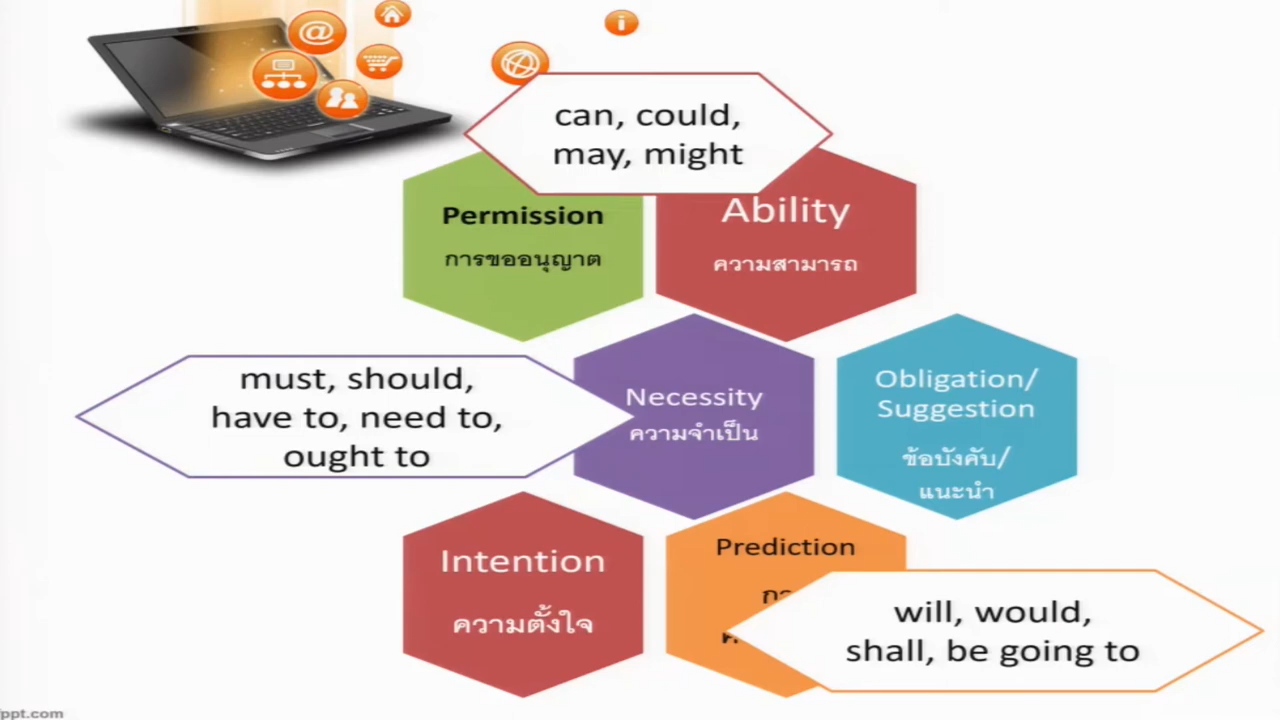 can, could,
may, might
Permission
การขออนุญาต
Ability
ความสามารถ
must, should,
have to, need to,
ought to
Necessity
ความจำเป็น
Obligation/
Suggestion
ข้อบังคับ/
แนะนำ
Intention
ความตั้งใจ
Prediction
will, would,
shall, be going to
ppt.com